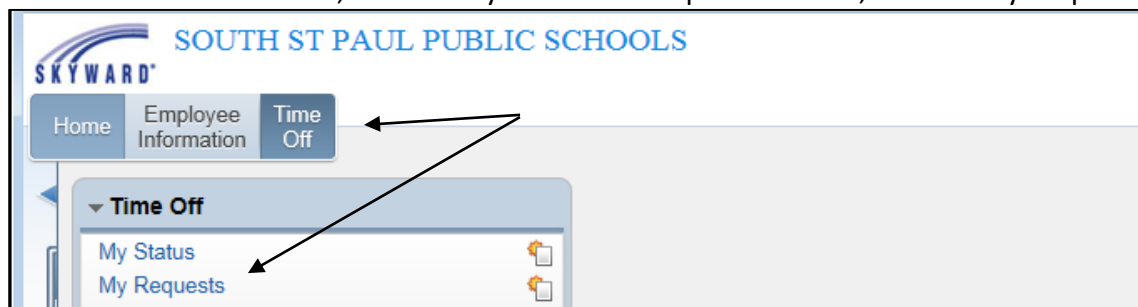 SOUTH ST PAUL PUBLIC SCHOOLS
SKYWARD®
Home
Employee Information
Time Off
Time Off
My Status
My Requests